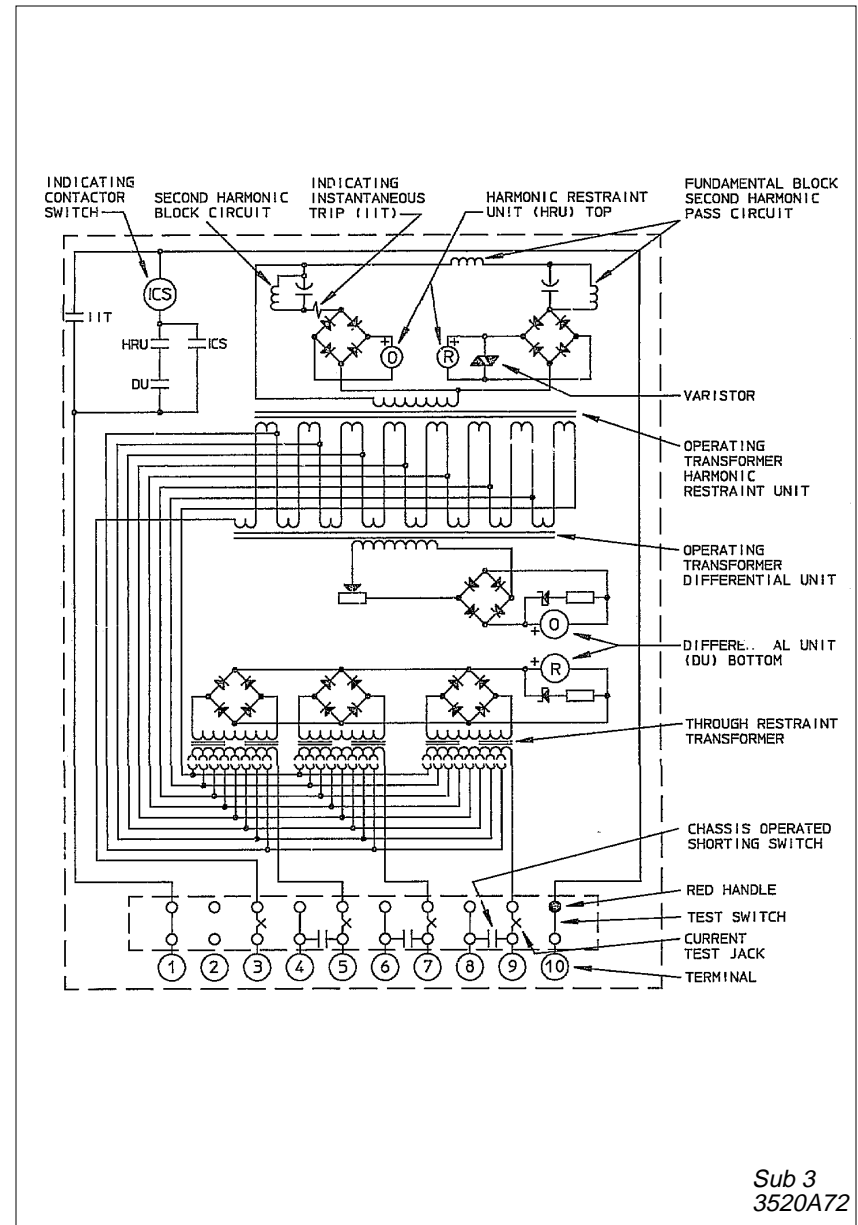 INDICATING
CONTACTOR
SWITCH
SECOND HARMONIC
BLOCK CIRCUIT
INDICATING
INSTANTANEOUS
TRIP (IIT)
HARMONIC RESTRAINT
UNIT (HRU) TOP
FUNDAMENTAL BLOCK
SECOND HARMONIC
PASS CIRCUIT
ICS
IIT
HRU
ICS
DU
+
O
+
R
VARISTOR
OPERATING
TRANSFORMER
HARMONIC
RESTRAINT UNIT
OPERATING
TRANSFORMER
DIFFERENTIAL UNIT
O
+
DIFFERE.. AL UNIT
(DU) BOTTOM
+
R
THROUGH RESTRAINT
TRANSFORMER
CHASSIS OPERATED
SHORTING SWITCH
RED HANDLE
TEST SWITCH
CURRENT
TEST JACK
1 2 3 4 5 6 7 8 9 10
TERMINAL
Sub 3
3520A72